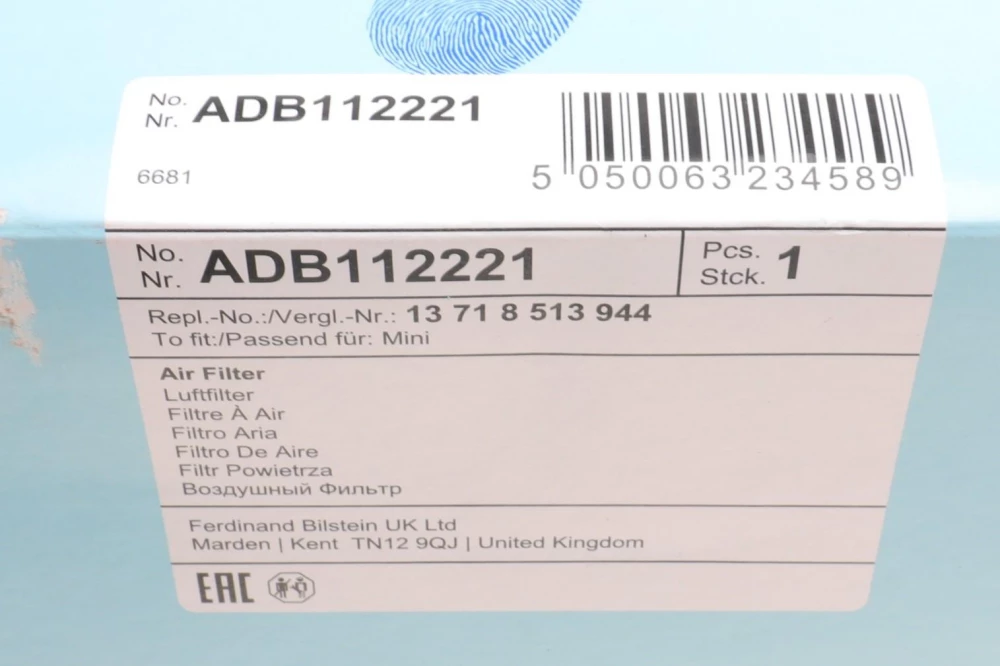 No. ADB112221
Nr.
6681
5 050063 234589
No. ADB112221
Nr.
Pcs. 1
Stck.
Repl.-No.:/Vergl.-Nr.: 13 71 8 513 944
To fit:/Passend für: Mini
Air Filter
Luftfilter
Filtre À Air
Filtro Aria
Filtro De Aire
Filtr Powietrza
Воздушный Фильтр
Ferdinand Bilstein UK Ltd
Marden | Kent TN12 9QJ | United Kingdom
EAC